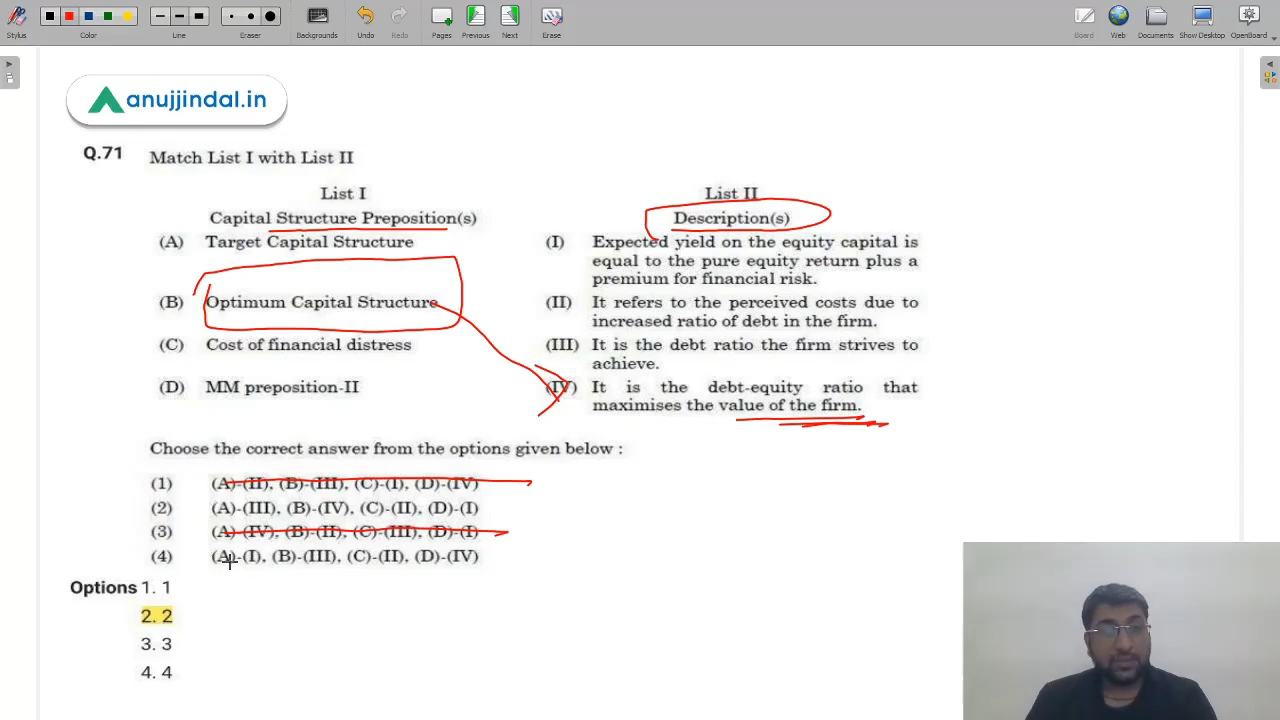 Stylus
Color
Line
Eraser
Backgrounds
Undo
Redo
Pages
Previous
Next
Erase
Board
Web
Documents
Show Desktop
OpenBoard
anujjindal.in
Q.71 Match List I with List II
List I List II
Capital Structure Preposition(s) Description(s)
(A) Target Capital Structure (I) Expected yield on the equity capital is
equal to the pure equity return plus a
premium for financial risk.
(B) Optimum Capital Structure (II) It refers to the perceived costs due to
increased ratio of debt in the firm.
(C) Cost of financial distress (III) It is the debt ratio the firm strives to
achieve.
(D) MM preposition-II (IV) It is the debt-equity ratio that
maximises the value of the firm.
Choose the correct answer from the options given below :
(1) (A)-(II), (B)-(III), (C)-(I), (D)-(IV)
(2) (A)-(III), (B)-(IV), (C)-(II), (D)-(I)
(3) (A)-(IV), (B)-(II), (C)-(III), (D)-(I)
(4) (A)-(I), (B)-(III), (C)-(II), (D)-(IV)
Options 1. 1
2. 2
3. 3
4. 4